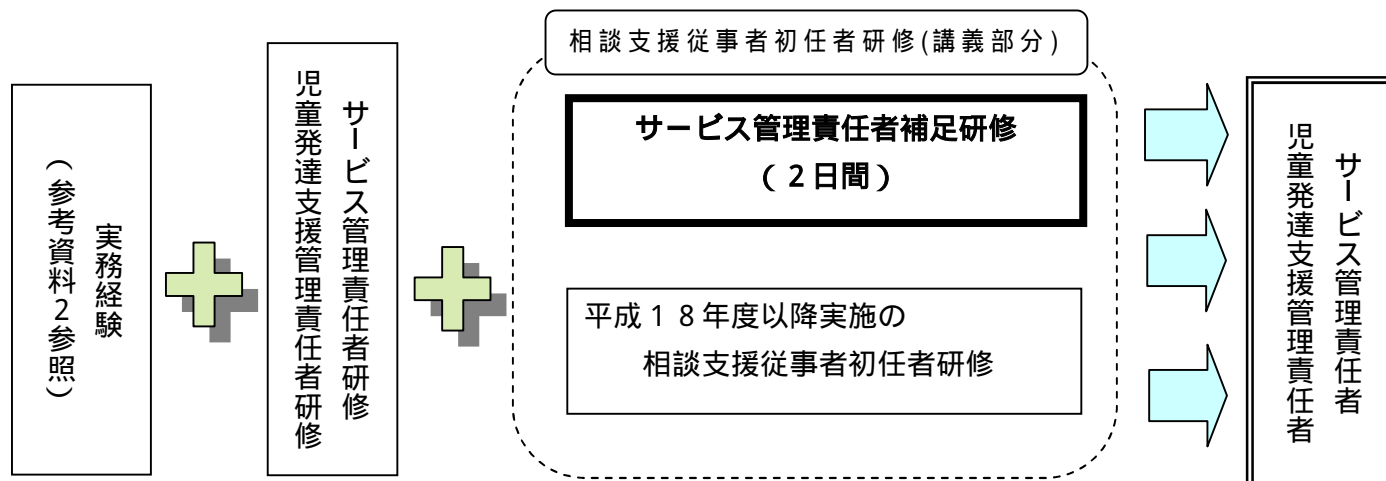 実務経験
（参考資料２参照）
サービス管理責任者研修
児童発達支援管理責任者研修
相談支援従事者初任者研修(講義部分)
サービス管理責任者補足研修
（２日間）
平成１８年度以降実施の
相談支援従事者初任者研修
サービス管理責任者
児童発達支援管理責任者